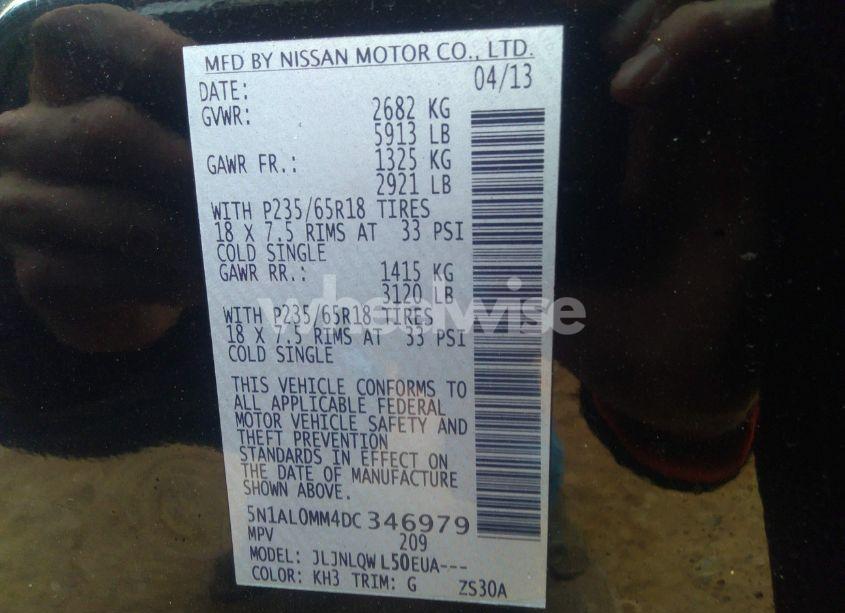 MFD BY NISSAN MOTOR CO., LTD.
DATE: 04/13
GVWR: 2682 KG
5913 LB
GAWR FR.: 1325 KG
2921 LB
WITH P235/65R18 TIRES
18 X 7.5 RIMS AT 33 PSI
COLD SINGLE
GAWR RR.: 1415 KG
3120 LB
WITH P235/65R18 TIRES
18 X 7.5 RIMS AT 33 PSI
COLD SINGLE
THIS VEHICLE CONFORMS TO
ALL APPLICABLE FEDERAL
MOTOR VEHICLE SAFETY AND
THEFT PREVENTION
STANDARDS IN EFFECT ON
THE DATE OF MANUFACTURE
SHOWN ABOVE.
5N1AL0MM4DC346979
MPV 209
MODEL: JLJNLQWL50EUA---
COLOR: KH3 TRIM: G ZS30A
wheelwise